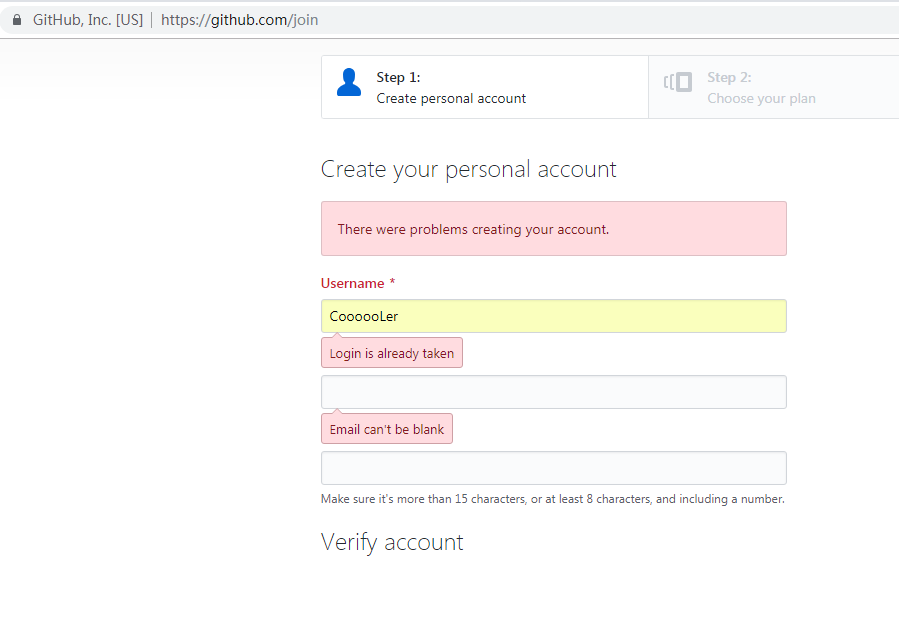 GitHub, Inc. [US] | https://github.com/join
Step 1:
Create personal account
Step 2:
Choose your plan
Create your personal account
There were problems creating your account.
Username *
CoooooLer
Login is already taken
Email can't be blank
Make sure it's more than 15 characters, or at least 8 characters, and including a number.
Verify account